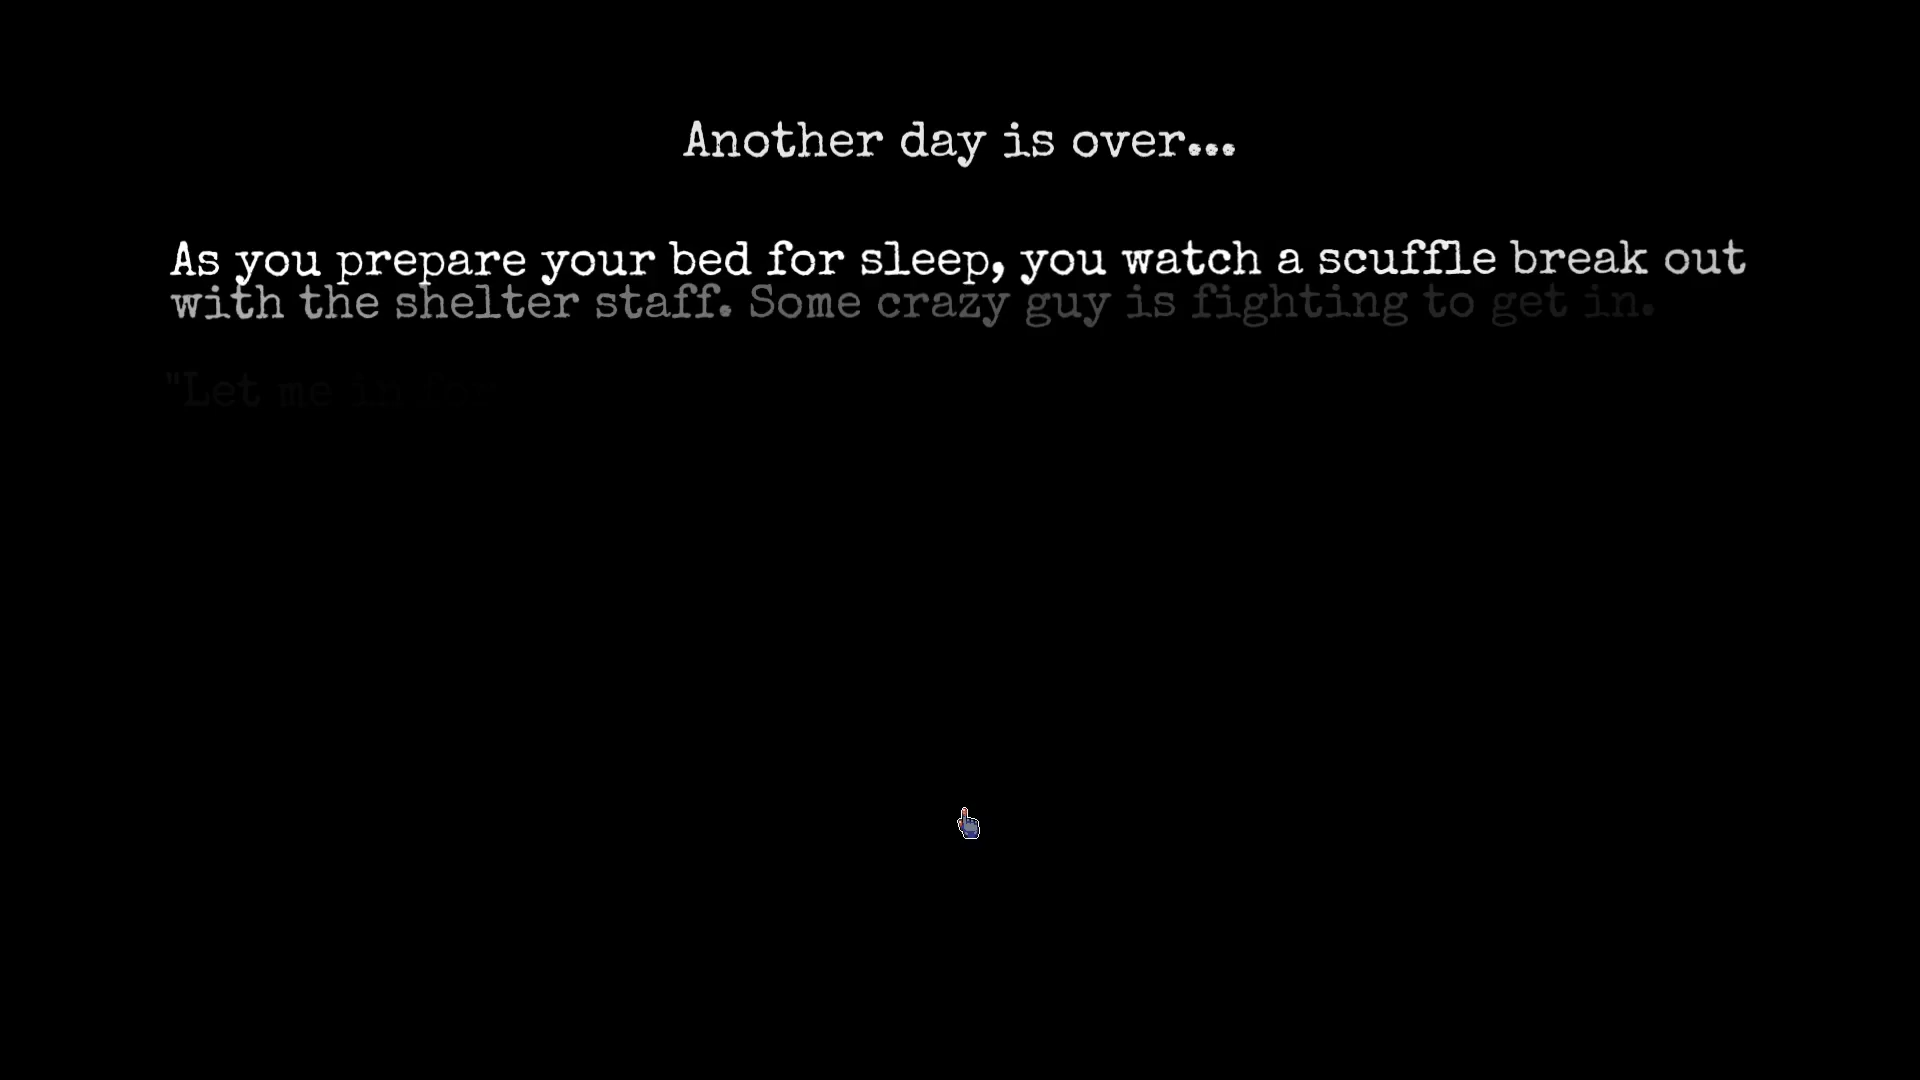 Another day is over...
As you prepare your bed for sleep, you watch a scuffle break out
with the shelter staff. Some crazy guy is fighting to get in.
"Let me in for